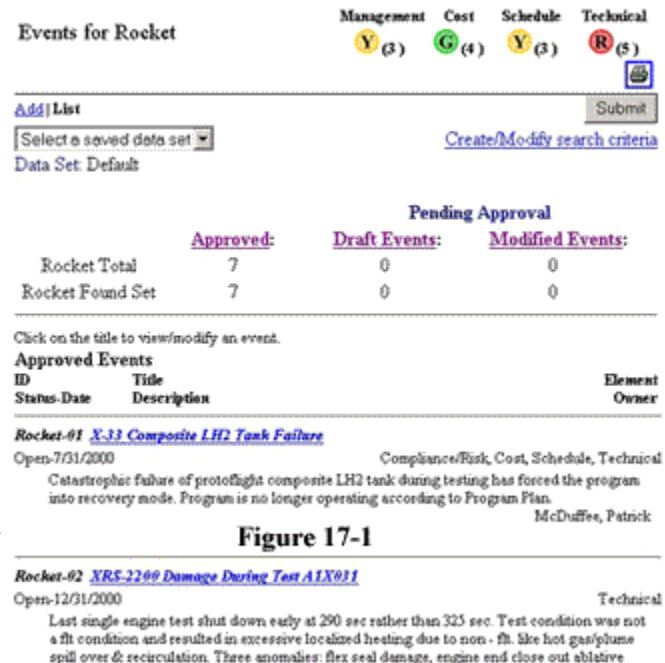 Events for Rocket
Management Cost Schedule Technical
Y (3) G (4) Y (3) R (5)
Add | List
Submit
Select a saved data set
Create/Modify search criteria
Data Set: Default
Pending Approval
Approved: Draft Events: Modified Events:
Rocket Total 7 0 0
Rocket Found Set 7 0 0
Click on the title to view/modify an event.
Approved Events
ID Title Element
Status-Date Description Owner
Rocket-01 X-33 Composite LH2 Tank Failure
Open-7/31/2000 Compliance/Risk, Cost, Schedule, Technical
Catastrophic failure of protoflight composite LH2 tank during testing has forced the program
into recovery mode. Program is no longer operating according to Program Plan.
McDuffee, Patrick
Figure 17-1
Rocket-02 XRS-2200 Damage During Test A1X031
Open-12/31/2000 Technical
Last single engine test shut down early at 290 sec rather than 325 sec. Test condition was not
a flt condition and resulted in excessive localized heating due to non - flt. like hot gas/plume
spill over & recirculation. Three anomalies: flex seal damage, engine end close out ablative